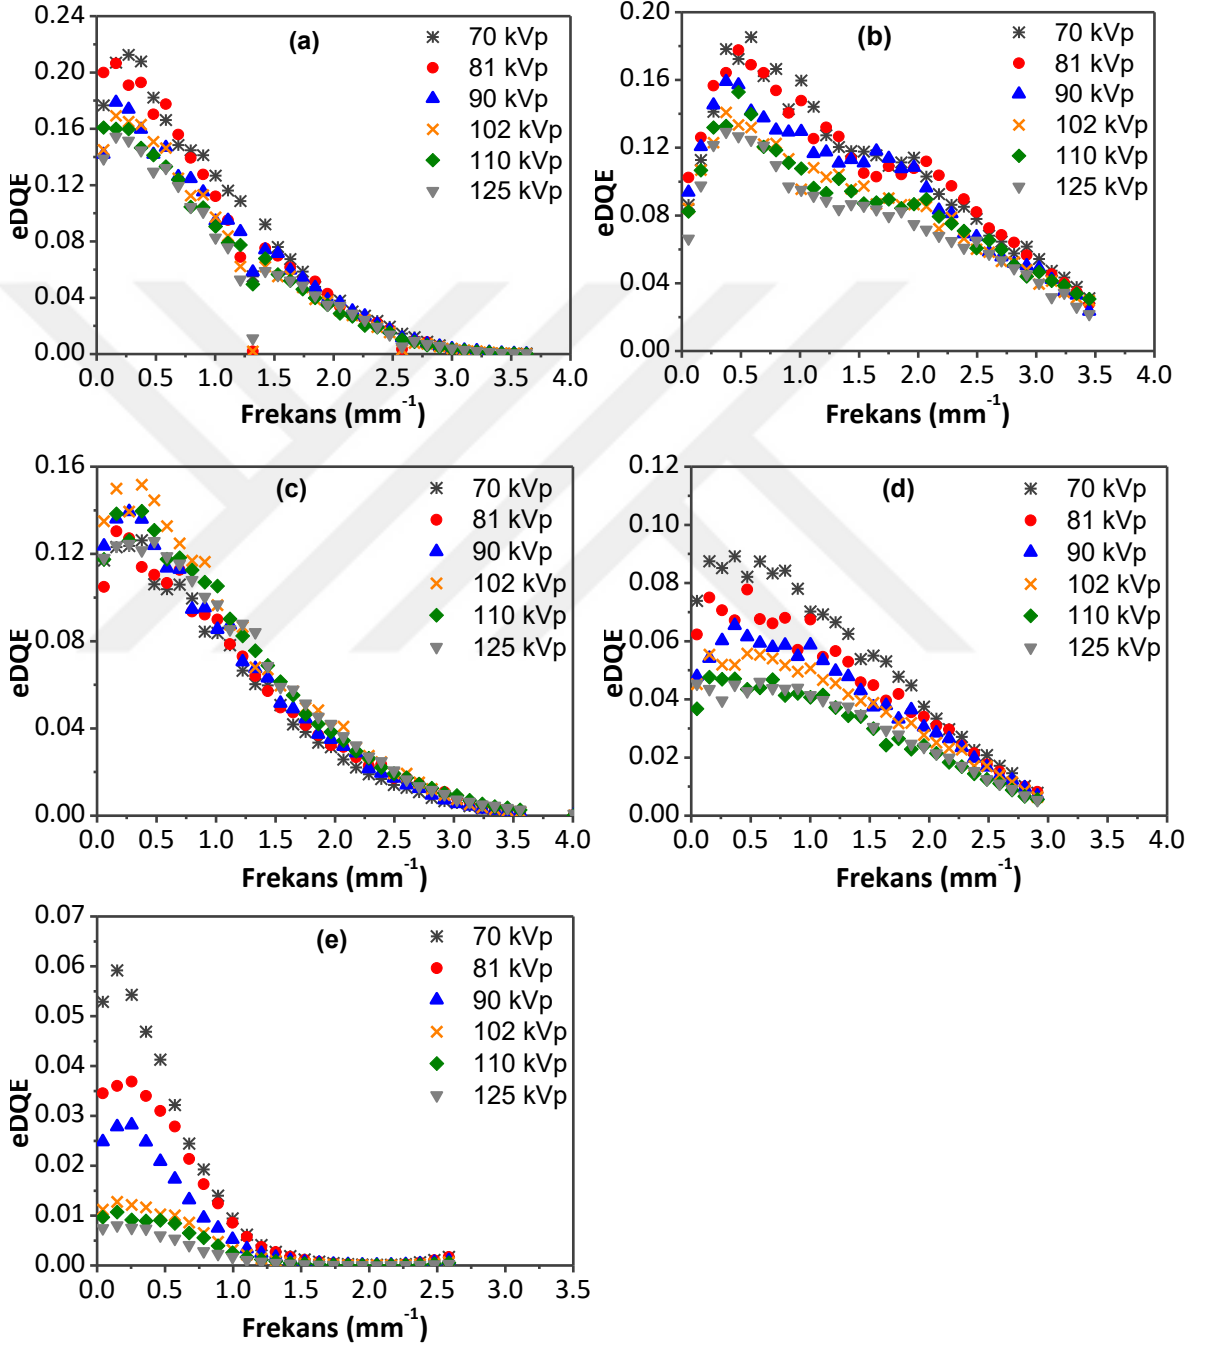 (a)
eDQE
0.24
0.20
0.16
0.12
0.08
0.04
0.00
70 kVp
81 kVp
90 kVp
102 kVp
110 kVp
125 kVp
0.0 0.5 1.0 1.5 2.0 2.5 3.0 3.5 4.0
Frekans (mm⁻¹)
(b)
eDQE
0.20
0.16
0.12
0.08
0.04
0.00
70 kVp
81 kVp
90 kVp
102 kVp
110 kVp
125 kVp
0.0 0.5 1.0 1.5 2.0 2.5 3.0 3.5 4.0
Frekans (mm⁻¹)
(c)
eDQE
0.16
0.12
0.08
0.04
0.00
70 kVp
81 kVp
90 kVp
102 kVp
110 kVp
125 kVp
0.0 0.5 1.0 1.5 2.0 2.5 3.0 3.5 4.0
Frekans (mm⁻¹)
(d)
eDQE
0.12
0.10
0.08
0.06
0.04
0.02
0.00
70 kVp
81 kVp
90 kVp
102 kVp
110 kVp
125 kVp
0.0 0.5 1.0 1.5 2.0 2.5 3.0 3.5 4.0
Frekans (mm⁻¹)
(e)
eDQE
0.07
0.06
0.05
0.04
0.03
0.02
0.01
0.00
70 kVp
81 kVp
90 kVp
102 kVp
110 kVp
125 kVp
0.0 0.5 1.0 1.5 2.0 2.5 3.0 3.5
Frekans (mm⁻¹)